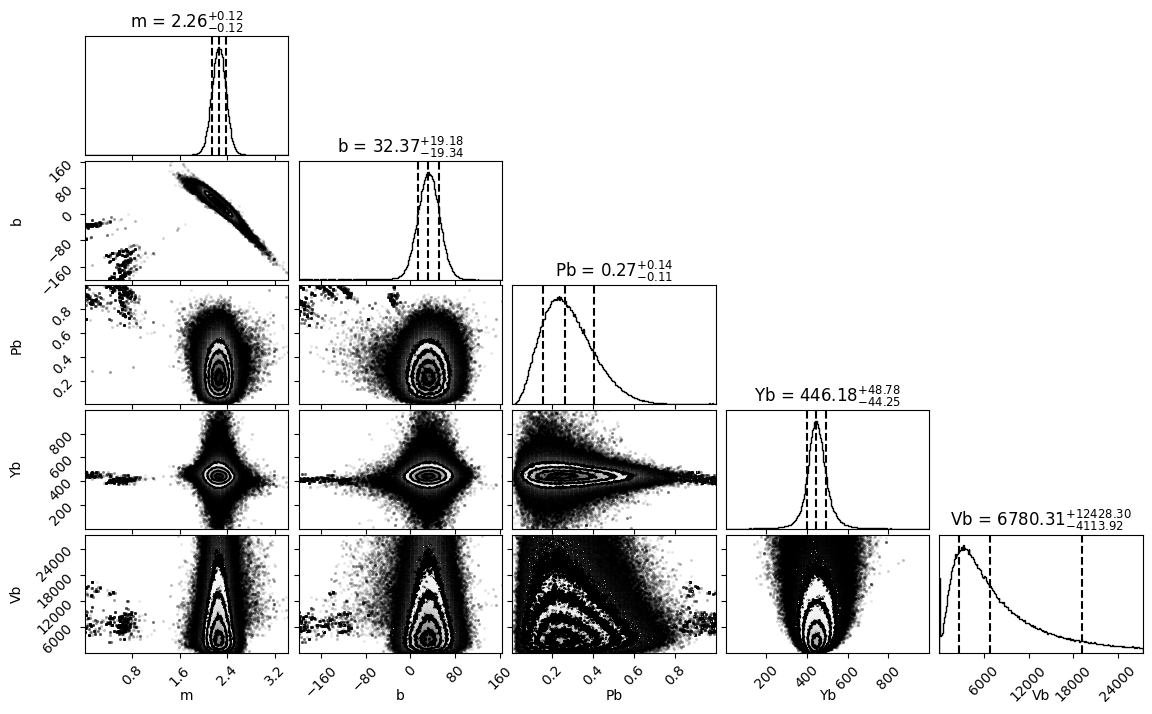 m = 2.26+0.12−0.12
b = 32.37+19.18−19.34
160
80
0
−80
−160
b
Pb = 0.27+0.14−0.11
0.8
0.6
0.4
0.2
Pb
Yb = 446.18+48.78−44.25
800
600
400
200
Yb
Vb = 6780.31+12428.30−4113.92
24000
18000
12000
6000
Vb
0.8 1.6 2.4 3.2
m
−160 −80 0 80 160
b
0.2 0.4 0.6 0.8
Pb
200 400 600 800
Yb
6000 12000 18000 24000
Vb